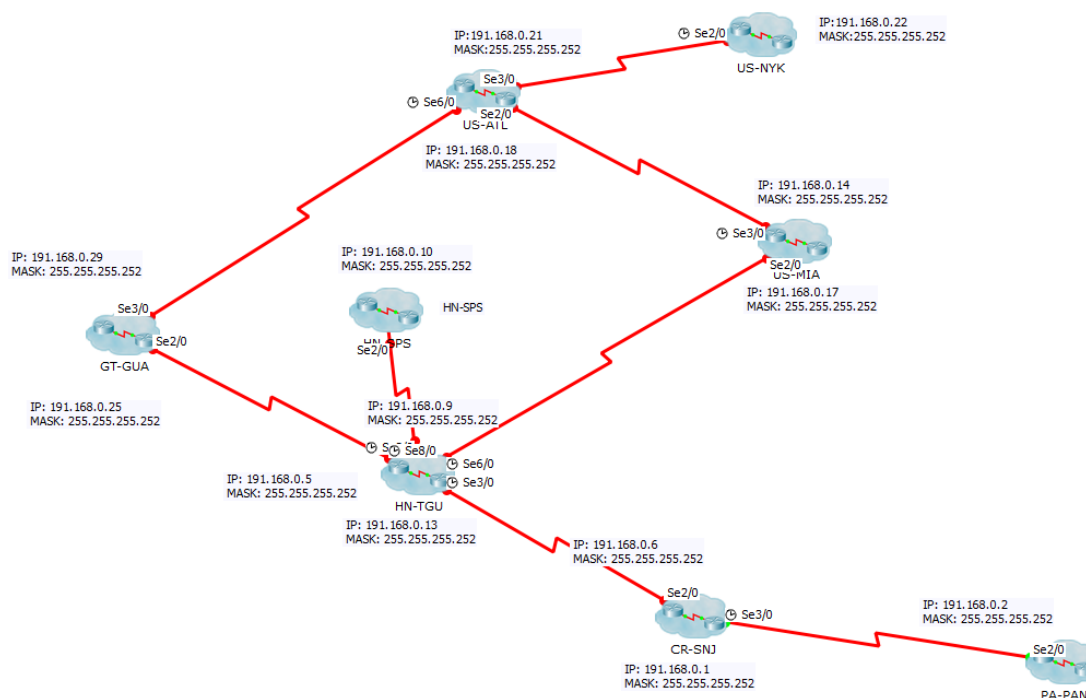 IP:191.168.0.22
MASK:255.255.255.252
Se2/0
US-NYK
IP:191.168.0.21
MASK:255.255.255.252
Se3/0
Se6/0
Se2/0
US-ATL
IP: 191.168.0.18
MASK: 255.255.255.252
IP: 191.168.0.14
MASK: 255.255.255.252
Se3/0
Se2/0
US-MIA
IP: 191.168.0.17
MASK: 255.255.255.252
IP: 191.168.0.29
MASK: 255.255.255.252
IP: 191.168.0.10
MASK: 255.255.255.252
HN-SPS
HN-SPS
Se2/0
Se3/0
Se2/0
GT-GUA
IP: 191.168.0.25
MASK: 255.255.255.252
IP: 191.168.0.9
MASK: 255.255.255.252
Se8/0
Se6/0
Se3/0
HN-TGU
IP: 191.168.0.5
MASK: 255.255.255.252
IP: 191.168.0.13
MASK: 255.255.255.252
IP: 191.168.0.6
MASK: 255.255.255.252
Se2/0
Se3/0
CR-SNJ
IP: 191.168.0.1
MASK: 255.255.255.252
IP: 191.168.0.2
MASK: 255.255.255.252
Se2/0
PA-PAN